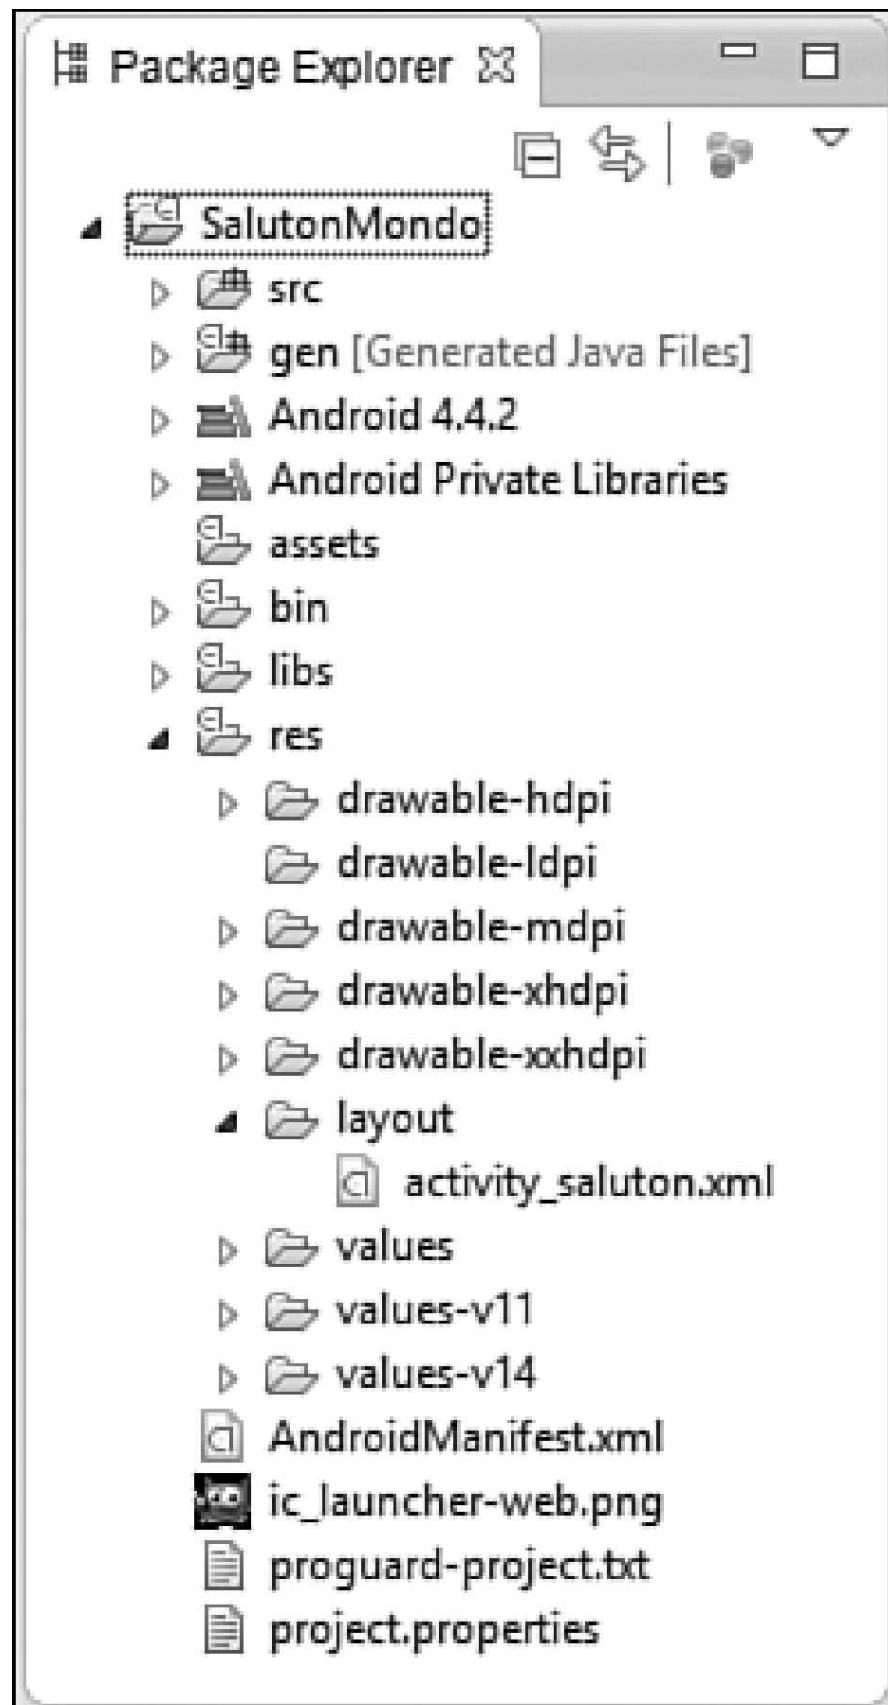 Package Explorer
SalutonMondo
src
gen [Generated Java Files]
Android 4.4.2
Android Private Libraries
assets
bin
libs
res
drawable-hdpi
drawable-ldpi
drawable-mdpi
drawable-xhdpi
drawable-xxhdpi
layout
activity_saluton.xml
values
values-v11
values-v14
AndroidManifest.xml
ic_launcher-web.png
proguard-project.txt
project.properties